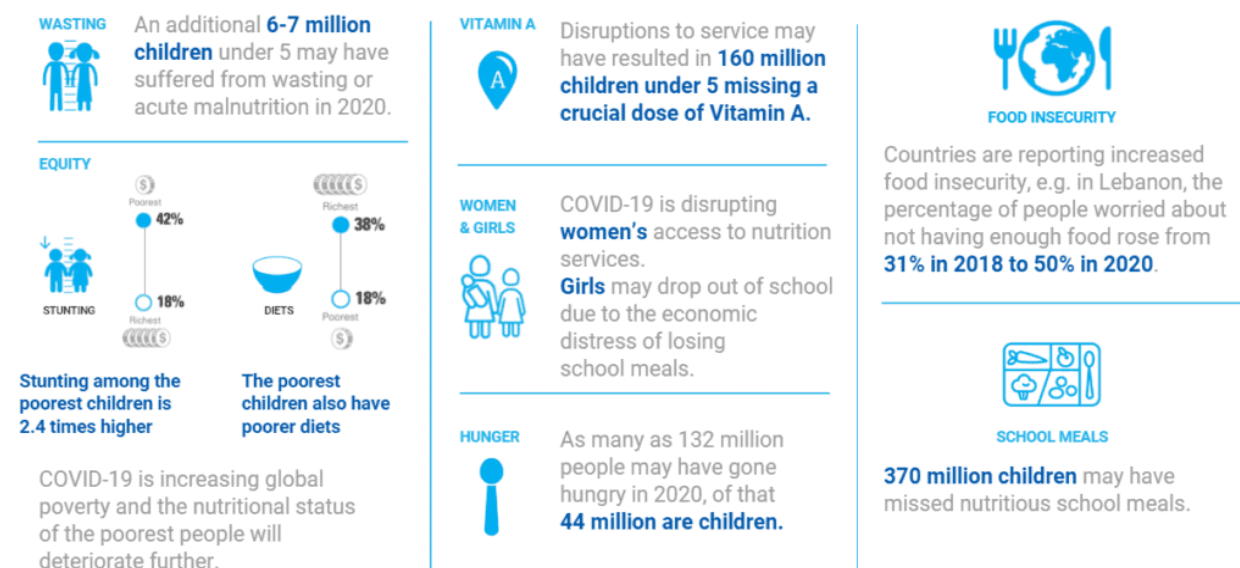 WASTING
An additional 6-7 million
children under 5 may have
suffered from wasting or
acute malnutrition in 2020.
EQUITY
$
Poorest
42%
18%
Richest
$
STUNTING
$
Richest
38%
18%
Poorest
$
DIETS
Stunting among the
poorest children is
2.4 times higher
The poorest
children also have
poorer diets
COVID-19 is increasing global
poverty and the nutritional status
of the poorest people will
deteriorate further.
VITAMIN A
A
Disruptions to service may
have resulted in 160 million
children under 5 missing a
crucial dose of Vitamin A.
WOMEN
& GIRLS
COVID-19 is disrupting
women’s access to nutrition
services.
Girls may drop out of school
due to the economic
distress of losing
school meals.
HUNGER
As many as 132 million
people may have gone
hungry in 2020, of that
44 million are children.
FOOD INSECURITY
Countries are reporting increased
food insecurity, e.g. in Lebanon, the
percentage of people worried about
not having enough food rose from
31% in 2018 to 50% in 2020.
SCHOOL MEALS
370 million children may have
missed nutritious school meals.